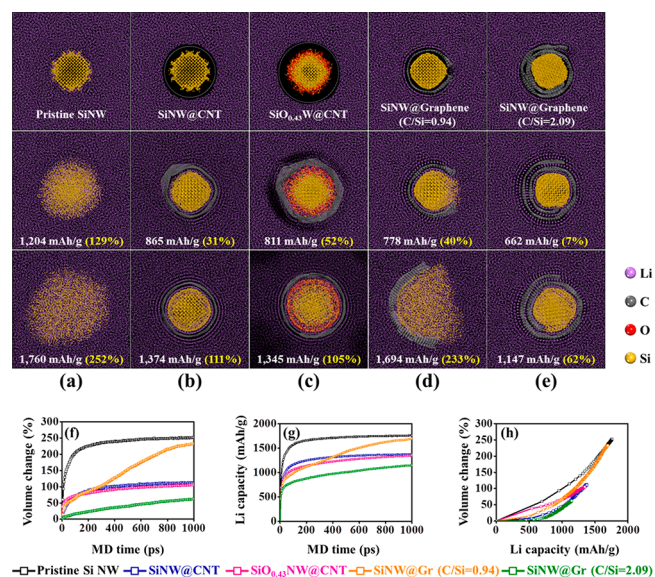 Pristine SiNW
SiNW@CNT
SiO0.43W@CNT
SiNW@Graphene
(C/Si=0.94)
SiNW@Graphene
(C/Si=2.09)
1,204 mAh/g (129%)
865 mAh/g (31%)
811 mAh/g (52%)
778 mAh/g (40%)
662 mAh/g (7%)
1,760 mAh/g (252%)
1,374 mAh/g (111%)
1,345 mAh/g (105%)
1,694 mAh/g (233%)
1,147 mAh/g (62%)
Li
C
O
Si
(a)
(b)
(c)
(d)
(e)
Volume change (%)
300
250
200
150
100
50
0
(f)
0 200 400 600 800 1000
MD time (ps)
Li capacity (mAh/g)
2000
1700
1300
1000
700
300
0
(g)
0 200 400 600 800 1000
MD time (ps)
Volume change (%)
300
250
200
150
100
50
0
(h)
0 500 1000 1500 2000
Li capacity (mAh/g)
Pristine Si NW
SiNW@CNT
SiO0.43NW@CNT
SiNW@Gr (C/Si=0.94)
SiNW@Gr (C/Si=2.09)